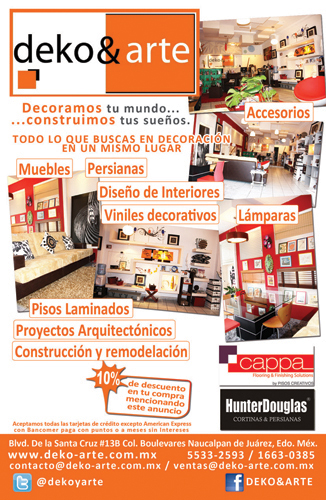 deko&arte
Decoramos tu mundo...
...construimos tus sueños.
TODO LO QUE BUSCAS EN DECORACIÓN
EN UN MISMO LUGAR
Accesorios
Muebles
Persianas
Diseño de Interiores
Viniles decorativos
Lámparas
Pisos Laminados
Proyectos Arquitectónicos
Construcción y remodelación
10%
de descuento
en tu compra
mencionando
este anuncio
cappa
Flouring & Finishing Solutions
by PISOS CREATIVOS
HunterDouglas
CORTINAS & PERSIANAS
Aceptamos todas las tarjetas de crédito excepto American Express
con Bancomer paga con puntos o a meses sin intereses
Blvd. De la Santa Cruz #13B Col. Boulevares Naucalpan de Juárez, Edo. Méx.
www.deko-arte.com.mx 5533-2593 / 1663-0385
contacto@deko-arte.com.mx / ventas@deko-arte.com.mx
@dekoyarte
DEKO&ARTE